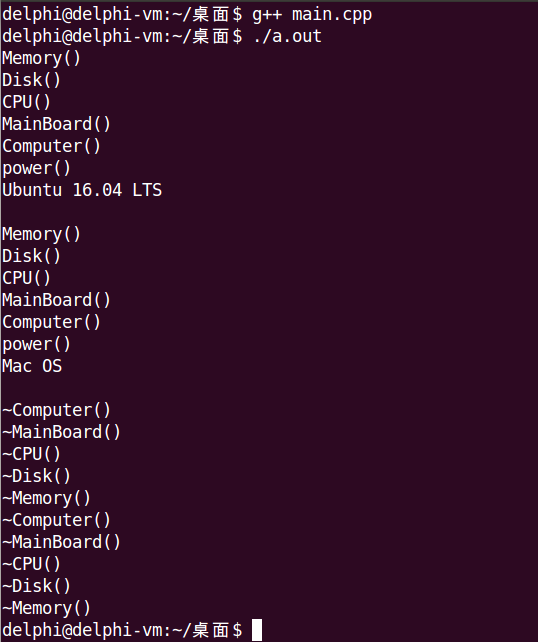 delphi@delphi-vm:~/桌面$ g++ main.cpp
delphi@delphi-vm:~/桌面$ ./a.out
Memory()
Disk()
CPU()
MainBoard()
Computer()
power()
Ubuntu 16.04 LTS
Memory()
Disk()
CPU()
MainBoard()
Computer()
power()
Mac OS
~Computer()
~MainBoard()
~CPU()
~Disk()
~Memory()
~Computer()
~MainBoard()
~CPU()
~Disk()
~Memory()
delphi@delphi-vm:~/桌面$